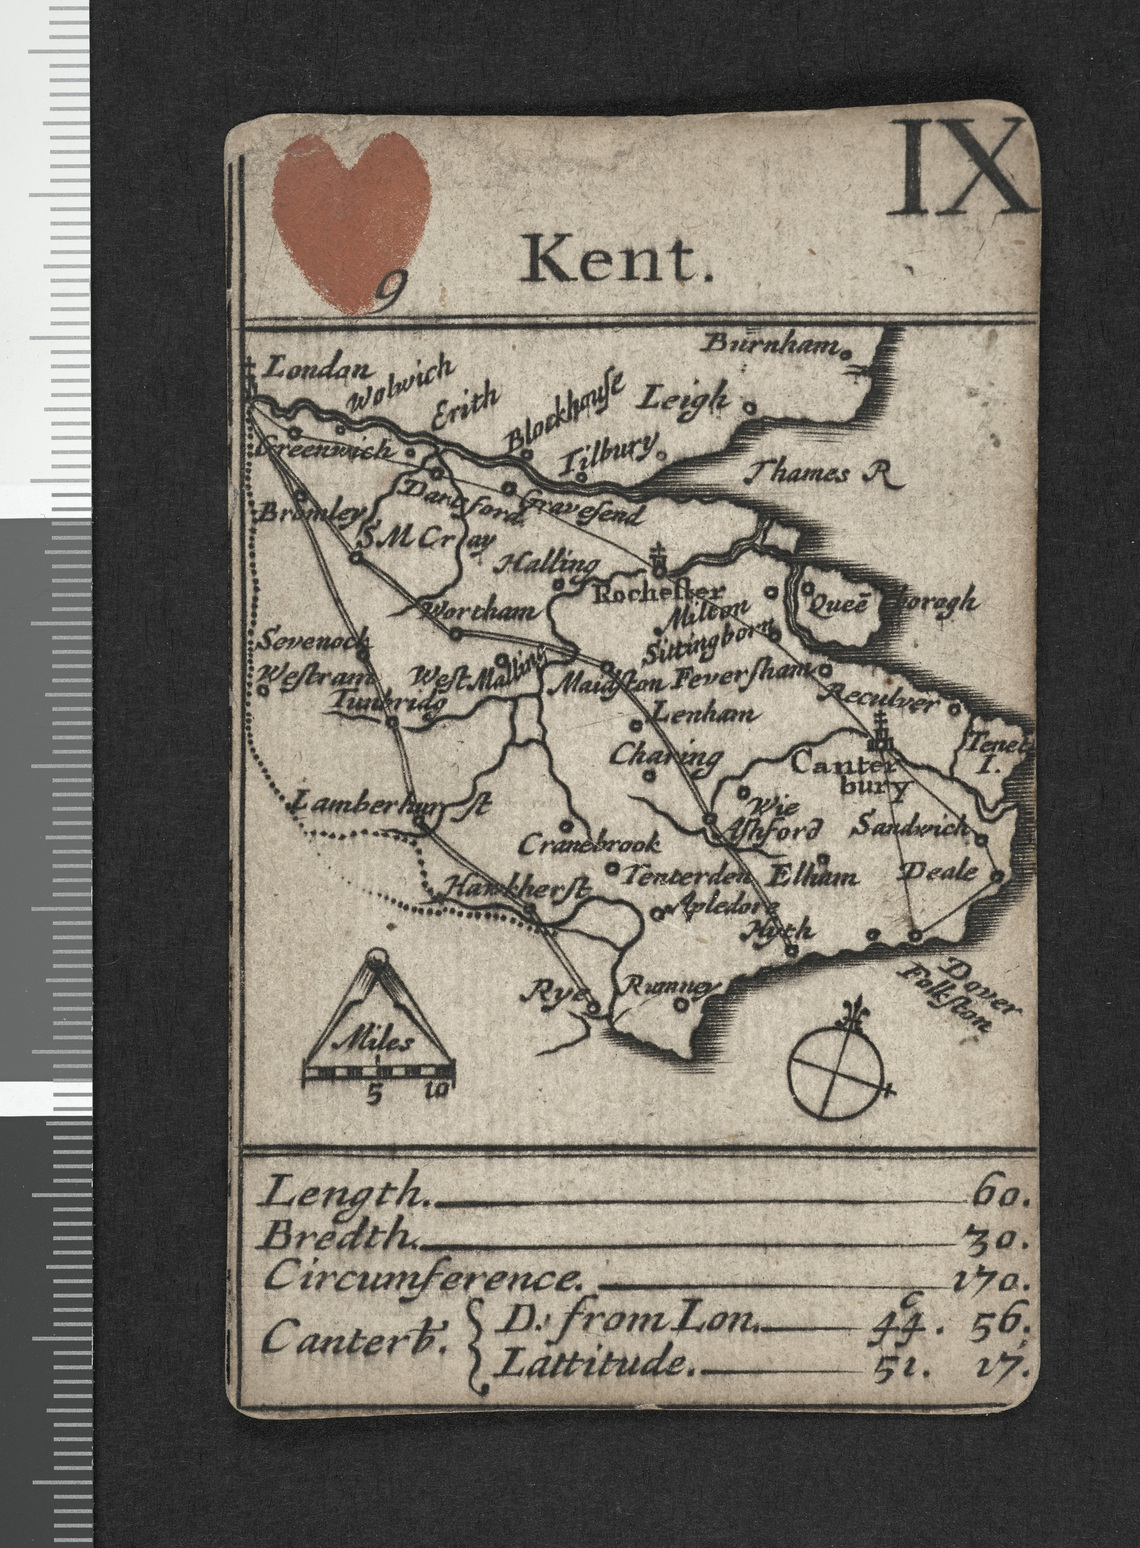 IX
9
Kent.
Burnham.
London
Wolwich
Erith
Blockhouse
Leigh
Tilbury
Thames R
Greenwich
Dartford
Gravesend
Bromley
S M Cray
Halling
Rochester
Milton
Quee Borogh
Wortham
Sittingborn
Sevenock
Westram
West Malling
Maidston
Feversham
Tunbridg
Reculver
Lenham
Tenet I.
Charing
Canterbury
Lamberhurst
Wie
Ashford
Sandwich
Cranebrook
Tenterden
Elham
Deale
Hawkherst
Apledore
Hyth
Dover
Folkston
Rye
Rumney
Miles
5 10
Length. 60.
Bredth. 30.
Circumference. 170.
Canterb. { D: from Lon. 44. c 56.
Lattitude. 51. 17.